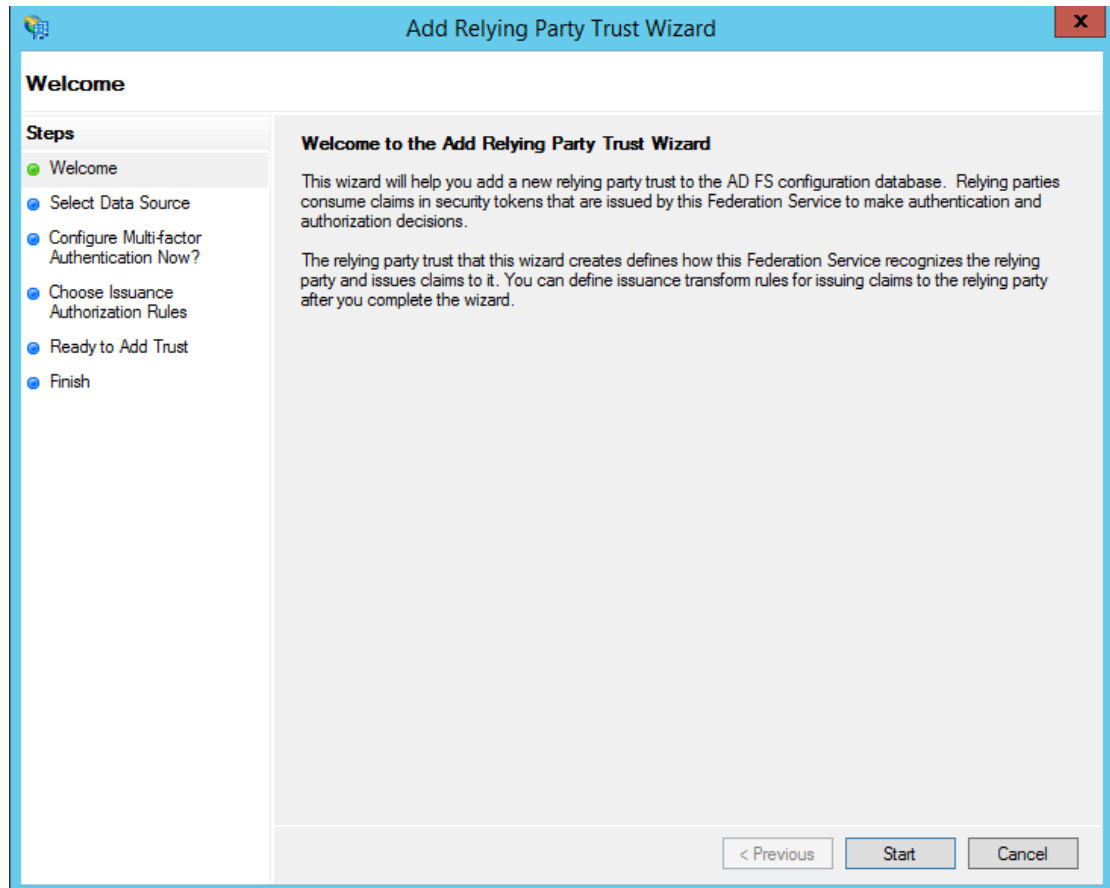 Add Relying Party Trust Wizard
x
Welcome
Steps
Welcome
Select Data Source
Configure Multi-factor
Authentication Now?
Choose Issuance
Authorization Rules
Ready to Add Trust
Finish
Welcome to the Add Relying Party Trust Wizard
This wizard will help you add a new relying party trust to the AD FS configuration database.  Relying parties
consume claims in security tokens that are issued by this Federation Service to make authentication and
authorization decisions.
The relying party trust that this wizard creates defines how this Federation Service recognizes the relying
party and issues claims to it. You can define issuance transform rules for issuing claims to the relying party
after you complete the wizard.
< Previous
Start
Cancel